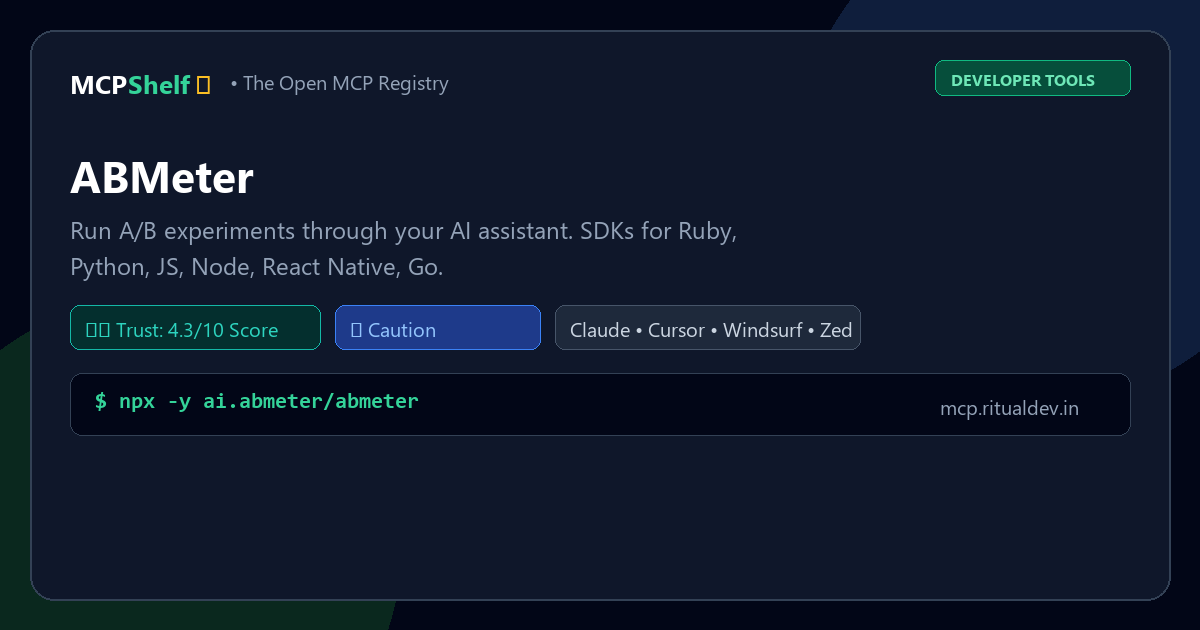 MCPShelf • The Open MCP Registry
DEVELOPER TOOLS
ABMeter
Run A/B experiments through your AI assistant. SDKs for Ruby,
Python, JS, Node, React Native, Go.
Trust: 4.3/10 Score
Caution
Claude • Cursor • Windsurf • Zed
$ npx -y ai.abmeter/abmeter
mcp.ritualdev.in